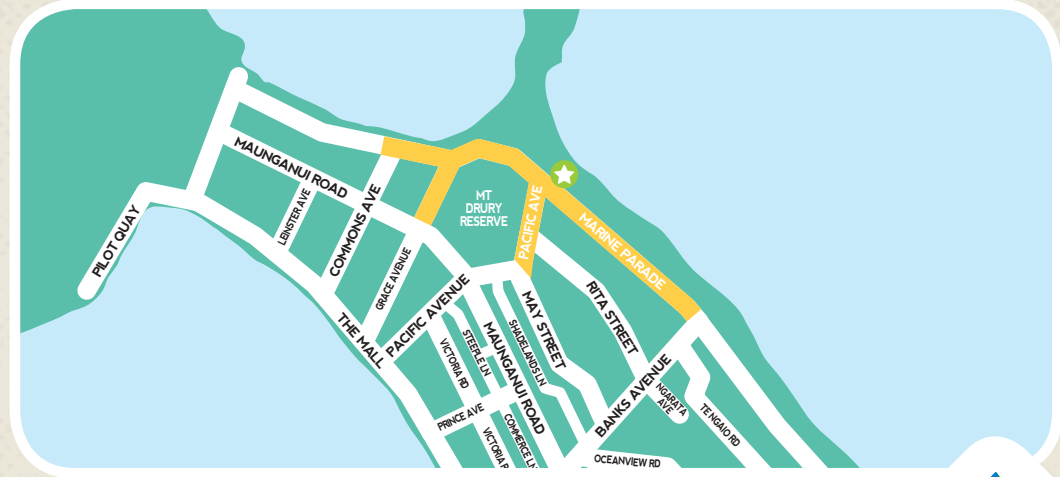 MAUNGANUI ROAD
PILOT QUAY
LEINSTER AVE
COMMONS AVE
MT
DRURY
RESERVE
PACIFIC AVE
MARINE PARADE
GRACE AVENUE
THE MALL
PACIFIC AVENUE
RITA STREET
MAY STREET
SHADELANDS LN
MAUNGANUI ROAD
STEEPLE LN
VICTORIA RD
BANKS AVENUE
NGARATA
AVE
TENGAIO RD
PRINCE AVE
COMMERCE LN
VICTORIA R
OCEANVIEW RD